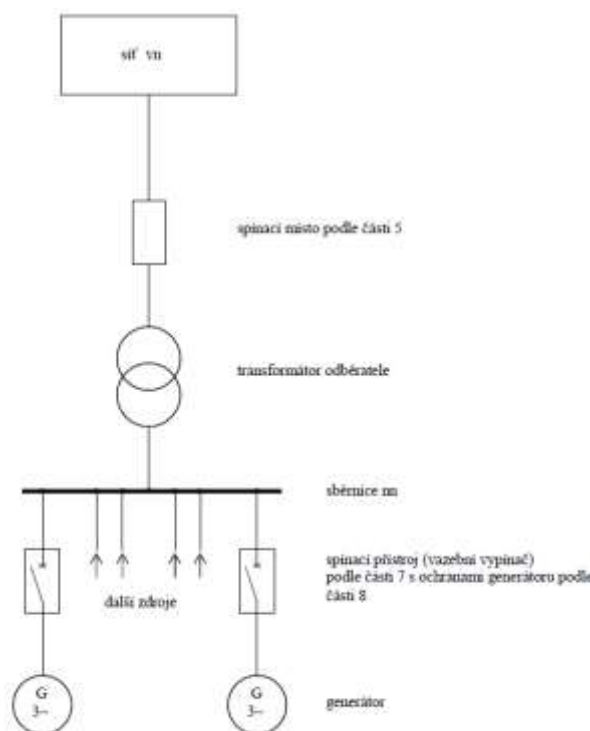 síť vn
spínací místo podle části 5
transformátor odběratele
sběrnice nn
spínací přístroj (vazební vypínač)
podle části 7 s ochranami generátoru podle
části 8
další zdroje
G
3~
G
3~
generátor